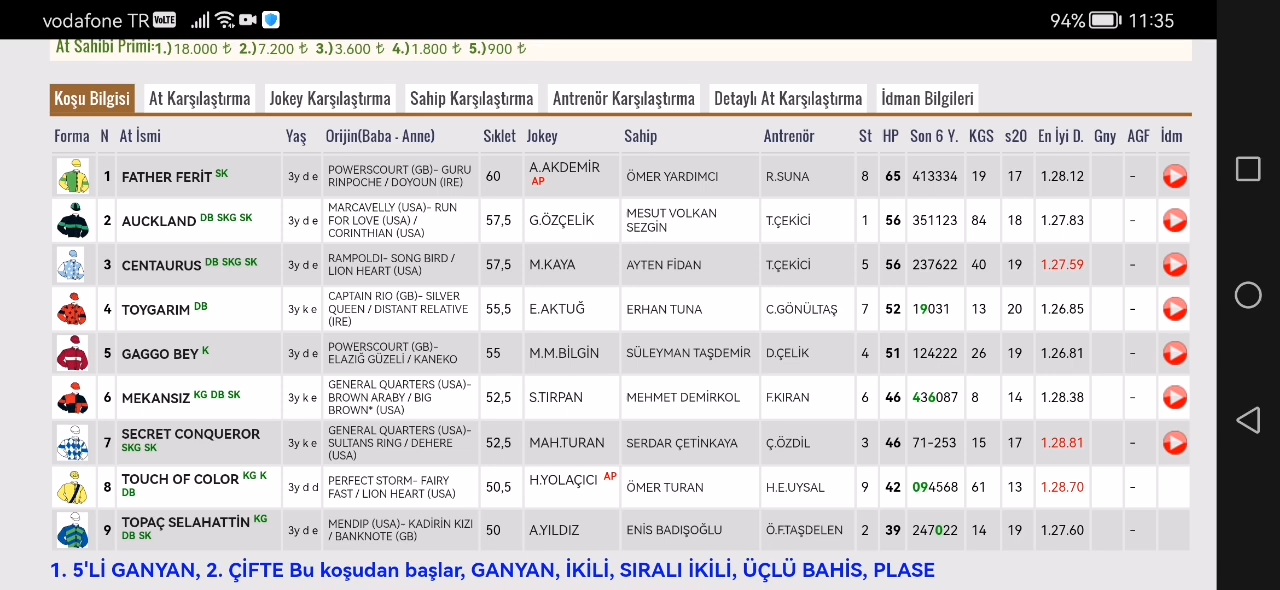 vodafone TR VoLTE 94% 11:35
At Sahibi Primi:1.)18.000 ₺ 2.)7.200 ₺ 3.)3.600 ₺ 4.)1.800 ₺ 5.)900 ₺
Koşu Bilgisi At Karşılaştırma Jokey Karşılaştırma Sahip Karşılaştırma Antrenör Karşılaştırma Detaylı At Karşılaştırma İdman Bilgileri
Forma N At İsmi Yaş Orijin(Baba - Anne) Sıklet Jokey Sahip Antrenör St HP Son 6 Y. KGS s20 En İyi D. Gny AGF İdm
1 FATHER FERİT SK 3y d e POWERSCOURT (GB)- GURU 60 A.AKDEMİR ÖMER YARDIMCI R.SUNA 8 65 413334 19 17 1.28.12 -
RINPOCHE / DOYOUN (IRE) AP
MARCAVELLY (USA)- RUN
2 AUCKLAND DB SKG SK 3y d e FOR LOVE (USA) / 57,5 G.ÖZÇELİK MESUT VOLKAN T.ÇEKİCİ 1 56 351123 84 18 1.27.83 -
CORINTHIAN (USA) SEZGİN
3 CENTAURUS DB SKG SK 3y d e RAMPOLDI- SONG BIRD / 57,5 M.KAYA AYTEN FİDAN T.ÇEKİCİ 5 56 237622 40 19 1.27.59 -
LION HEART (USA)
CAPTAIN RIO (GB)- SILVER
4 TOYGARIM DB 3y k e QUEEN / DISTANT RELATIVE 55,5 E.AKTUĞ ERHAN TUNA C.GÖNÜLTAŞ 7 52 19031 13 20 1.26.85 -
(IRE)
5 GAGGO BEY K 3y d e POWERSCOURT (GB)- 55 M.M.BİLGİN SÜLEYMAN TAŞDEMİR D.ÇELİK 4 51 124222 26 19 1.26.81 -
ELAZIĞ GÜZELİ / KANEKO
GENERAL QUARTERS (USA)-
6 MEKANSIZ KG DB SK 3y k e BROWN ARABY / BIG 52,5 S.TIRPAN MEHMET DEMİRKOL F.KIRAN 6 46 436087 8 14 1.28.38 -
BROWN* (USA)
SECRET CONQUEROR GENERAL QUARTERS (USA)-
7 SKG SK 3y k e SULTANS RING / DEHERE 52,5 MAH.TURAN SERDAR ÇETİNKAYA Ç.ÖZDİL 3 46 71-253 15 17 1.28.81 -
(USA)
8 TOUCH OF COLOR KG K 3y d d PERFECT STORM- FAIRY 50,5 H.YOLAÇICI AP ÖMER TURAN H.E.UYSAL 9 42 094568 61 13 1.28.70 -
DB FAST / LION HEART (USA)
9 TOPAÇ SELAHATTİN KG 3y d e MENDIP (USA)- KADİRİN KIZI 50 A.YILDIZ ENİS BADIŞOĞLU Ö.F.TAŞDELEN 2 39 247022 14 19 1.27.60 -
DB SK / BANKNOTE (GB)
1. 5'Lİ GANYAN, 2. ÇİFTE Bu koşudan başlar, GANYAN, İKİLİ, SIRALI İKİLİ, ÜÇLÜ BAHİS, PLASE